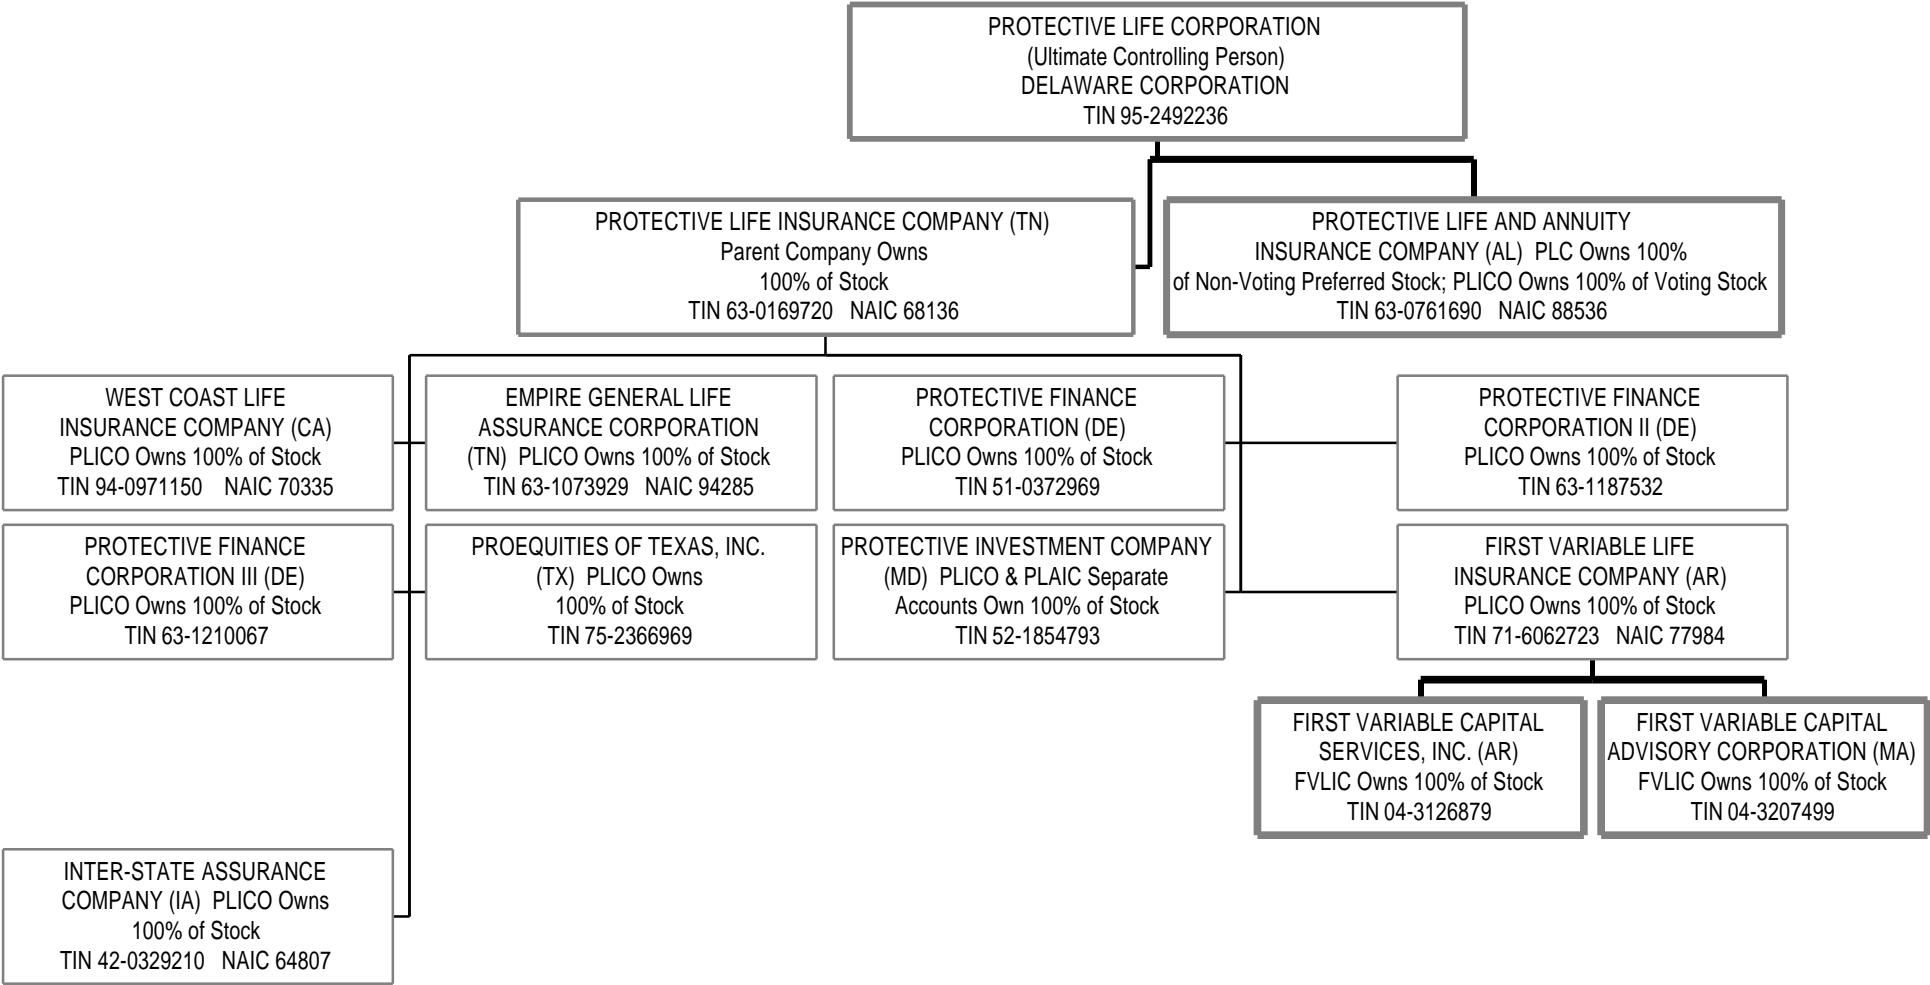 PROTECTIVE LIFE CORPORATION
(Ultimate Controlling Person)
DELAWARE CORPORATION
TIN 95-2492236
PROTECTIVE LIFE INSURANCE COMPANY (TN)
Parent Company Owns
100% of Stock
TIN 63-0169720 NAIC 68136
PROTECTIVE LIFE AND ANNUITY
INSURANCE COMPANY (AL) PLC Owns 100%
of Non-Voting Preferred Stock; PLICO Owns 100% of Voting Stock
TIN 63-0761690 NAIC 88536
WEST COAST LIFE
INSURANCE COMPANY (CA)
PLICO Owns 100% of Stock
TIN 94-0971150 NAIC 70335
EMPIRE GENERAL LIFE
ASSURANCE CORPORATION
(TN) PLICO Owns 100% of Stock
TIN 63-1073929 NAIC 94285
PROTECTIVE FINANCE
CORPORATION (DE)
PLICO Owns 100% of Stock
TIN 51-0372969
PROTECTIVE FINANCE
CORPORATION II (DE)
PLICO Owns 100% of Stock
TIN 63-1187532
PROTECTIVE FINANCE
CORPORATION III (DE)
PLICO Owns 100% of Stock
TIN 63-1210067
PROEQUITIES OF TEXAS, INC.
(TX) PLICO Owns
100% of Stock
TIN 75-2366969
PROTECTIVE INVESTMENT COMPANY
(MD) PLICO & PLAIC Separate
Accounts Own 100% of Stock
TIN 52-1854793
FIRST VARIABLE LIFE
INSURANCE COMPANY (AR)
PLICO Owns 100% of Stock
TIN 71-6062723 NAIC 77984
FIRST VARIABLE CAPITAL
SERVICES, INC. (AR)
FVLIC Owns 100% of Stock
TIN 04-3126879
FIRST VARIABLE CAPITAL
ADVISORY CORPORATION (MA)
FVLIC Owns 100% of Stock
TIN 04-3207499
INTER-STATE ASSURANCE
COMPANY (IA) PLICO Owns
100% of Stock
TIN 42-0329210 NAIC 64807